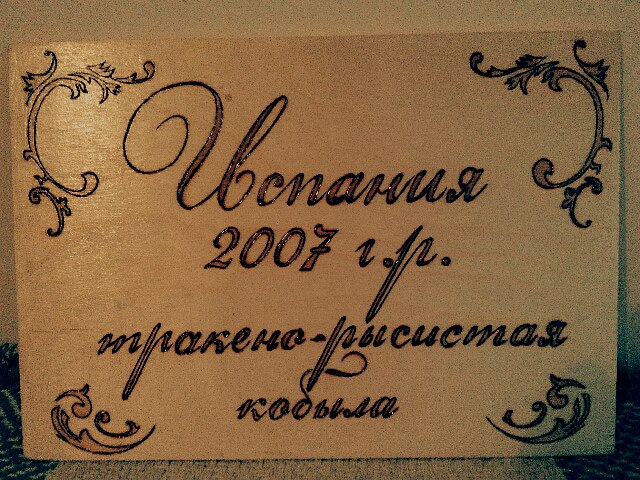 Испания
2007 г.р.
тракено-рысистая
кобыла